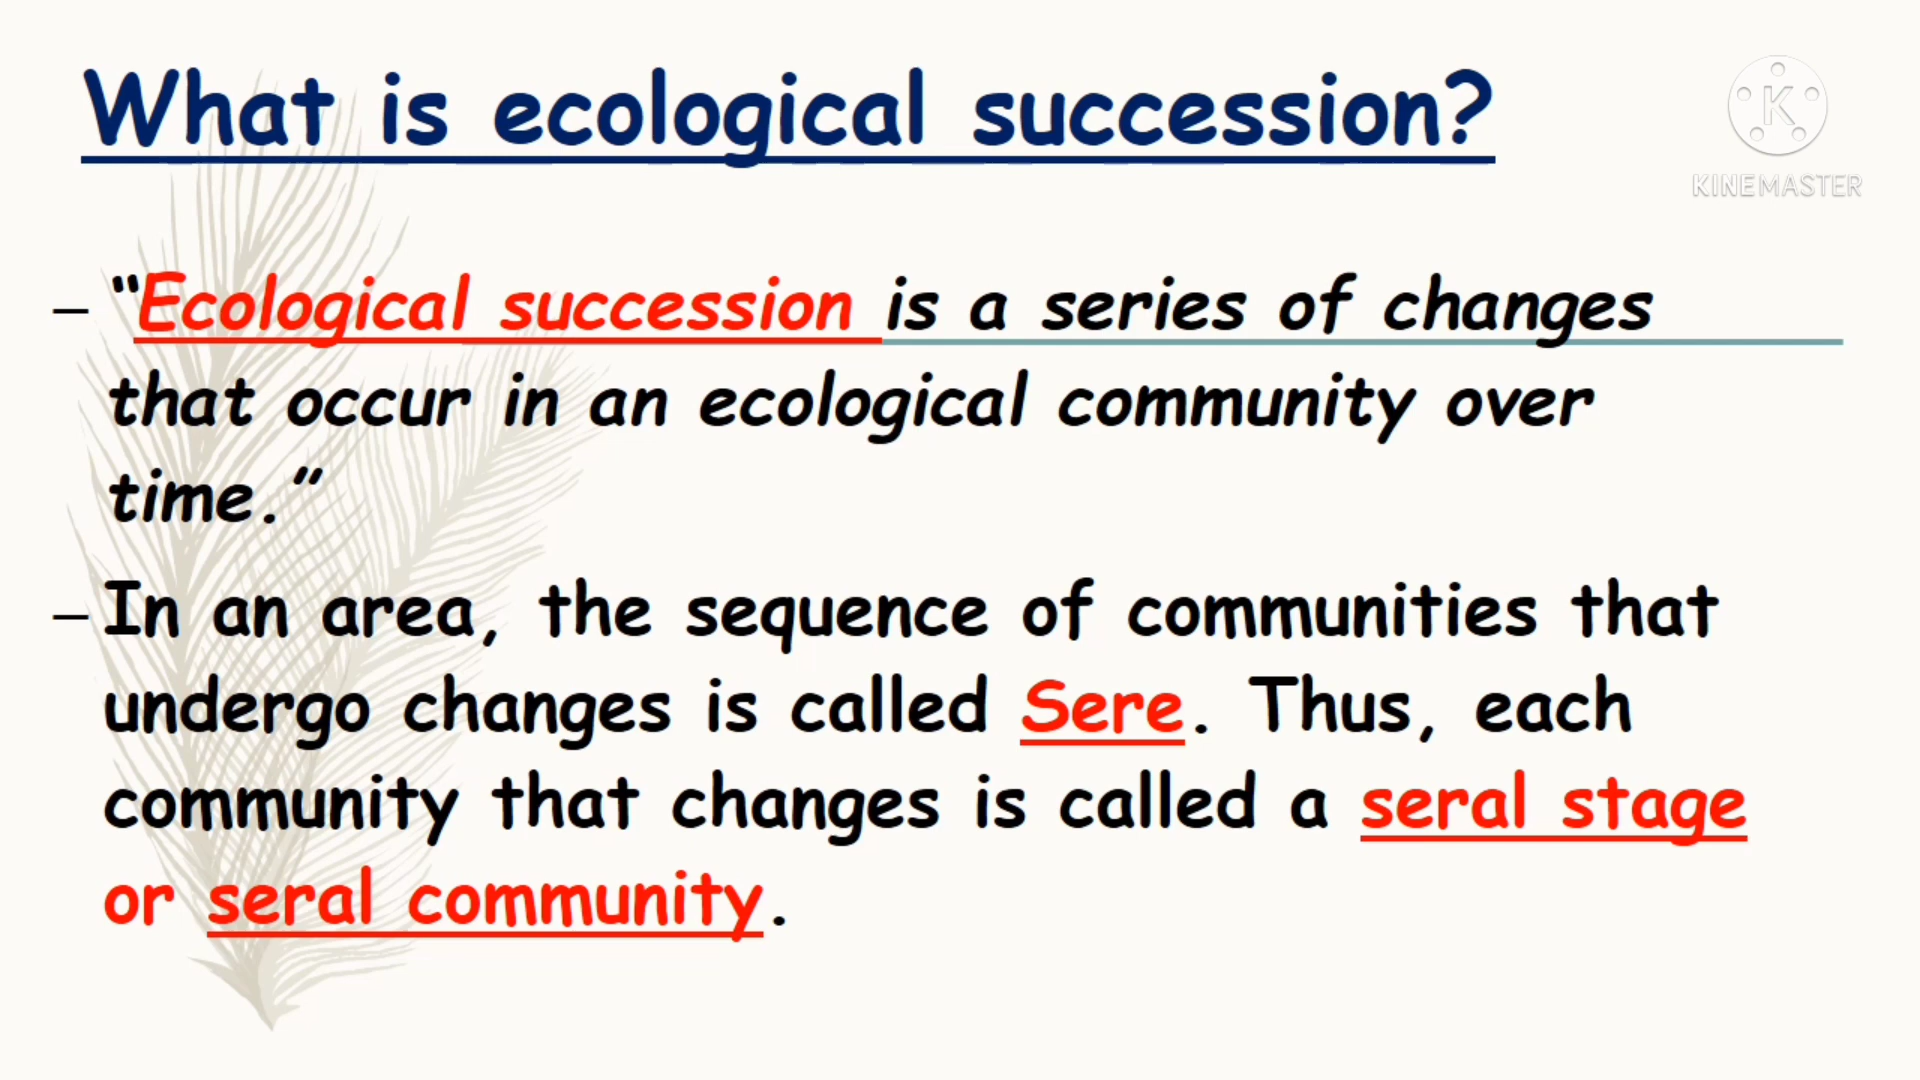 What is ecological succession?
K
KINEMASTER
– “Ecological succession is a series of changes
that occur in an ecological community over
time.”
– In an area, the sequence of communities that
undergo changes is called Sere. Thus, each
community that changes is called a seral stage
or seral community.